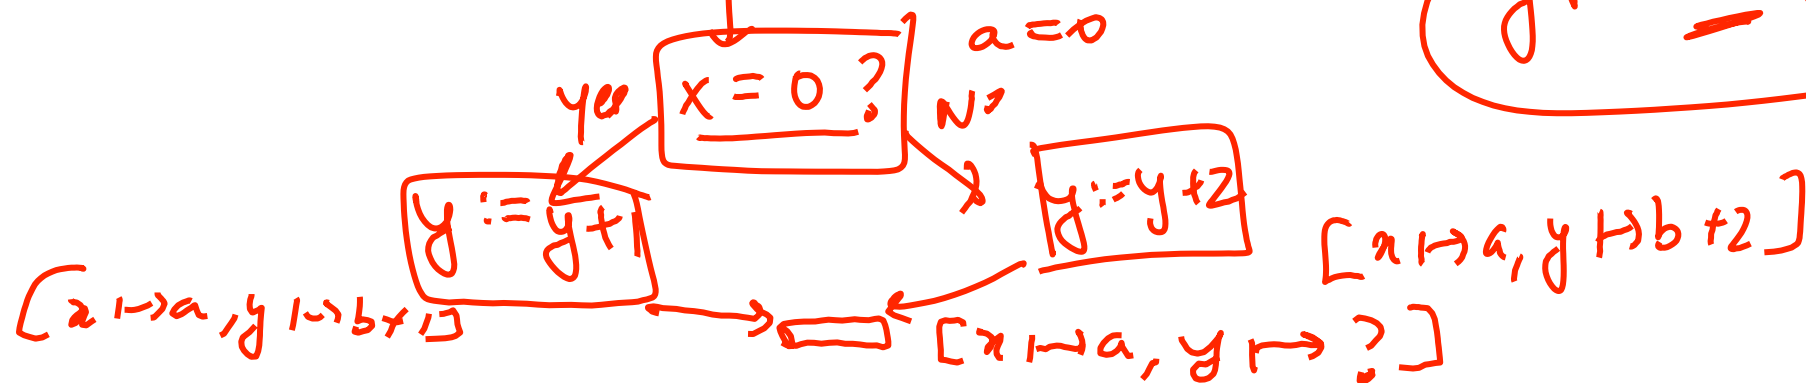 a = 0
x = 0 ?
yes
No
y := y+1
y := y+2
[x ↦ a, y ↦ b+1]
[x ↦ a, y ↦ b+2]
[x ↦ a, y ↦ ?]